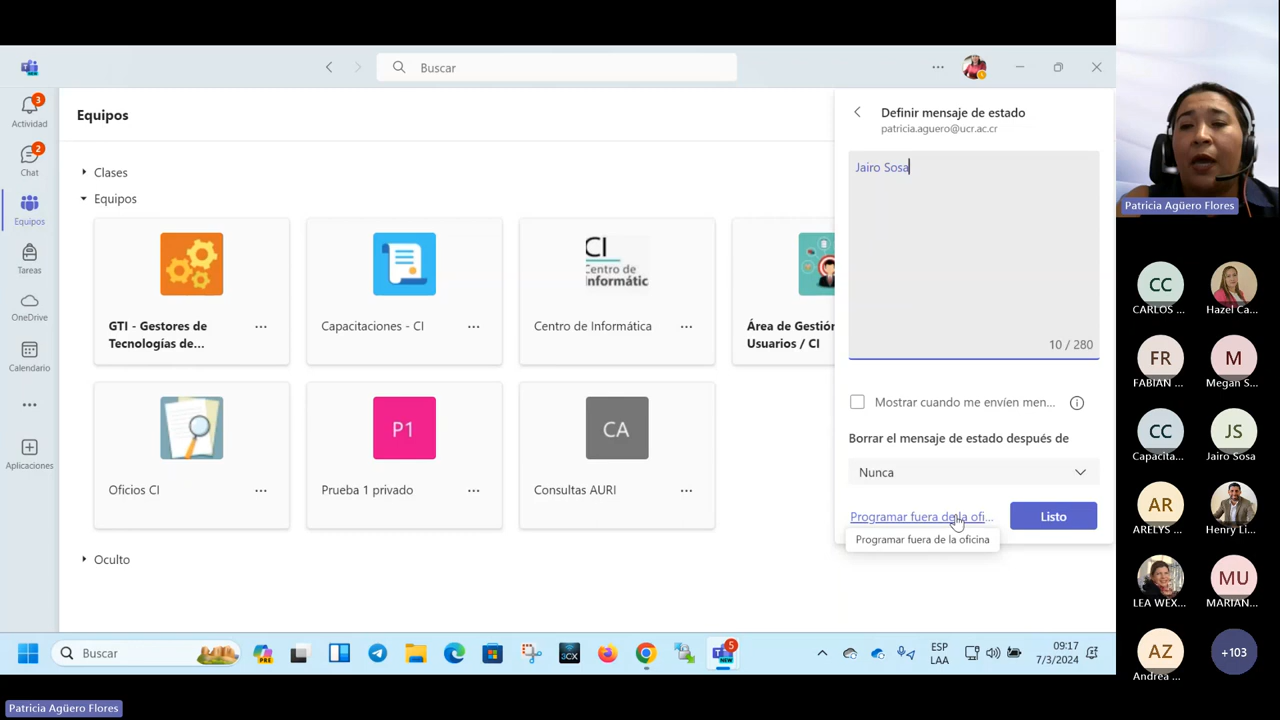 Buscar
Equipos
Definir mensaje de estado
patricia.aguero@ucr.ac.cr
Actividad
3
Chat
2
Equipos
Tareas
OneDrive
Calendario
Aplicaciones
Clases
Equipos
GTI - Gestores de
Tecnologías de...
Capacitaciones - CI
CI
Centro de
Informátic
Centro de Informática
Área de Gestión
Usuarios / CI
Oficios CI
P1
Prueba 1 privado
CA
Consultas AURI
Oculto
Jairo Sosa
10 / 280
Mostrar cuando me envíen men...
Borrar el mensaje de estado después de
Nunca
Programar fuera de la ofi...
Listo
Programar fuera de la oficina
Patricia Agüero Flores
CC
CARLOS ...
Hazel Ca...
FR
FABIAN ...
M
Megan S...
CC
Capacita...
JS
Jairo Sosa
AR
ARELYS ...
Henry Li...
LEA WEX...
MU
MARIAN...
AZ
Andrea ...
+103
Buscar
PRE
3CX
NEW
5
ESP
LAA
09:17
7/3/2024
Patricia Agüero Flores